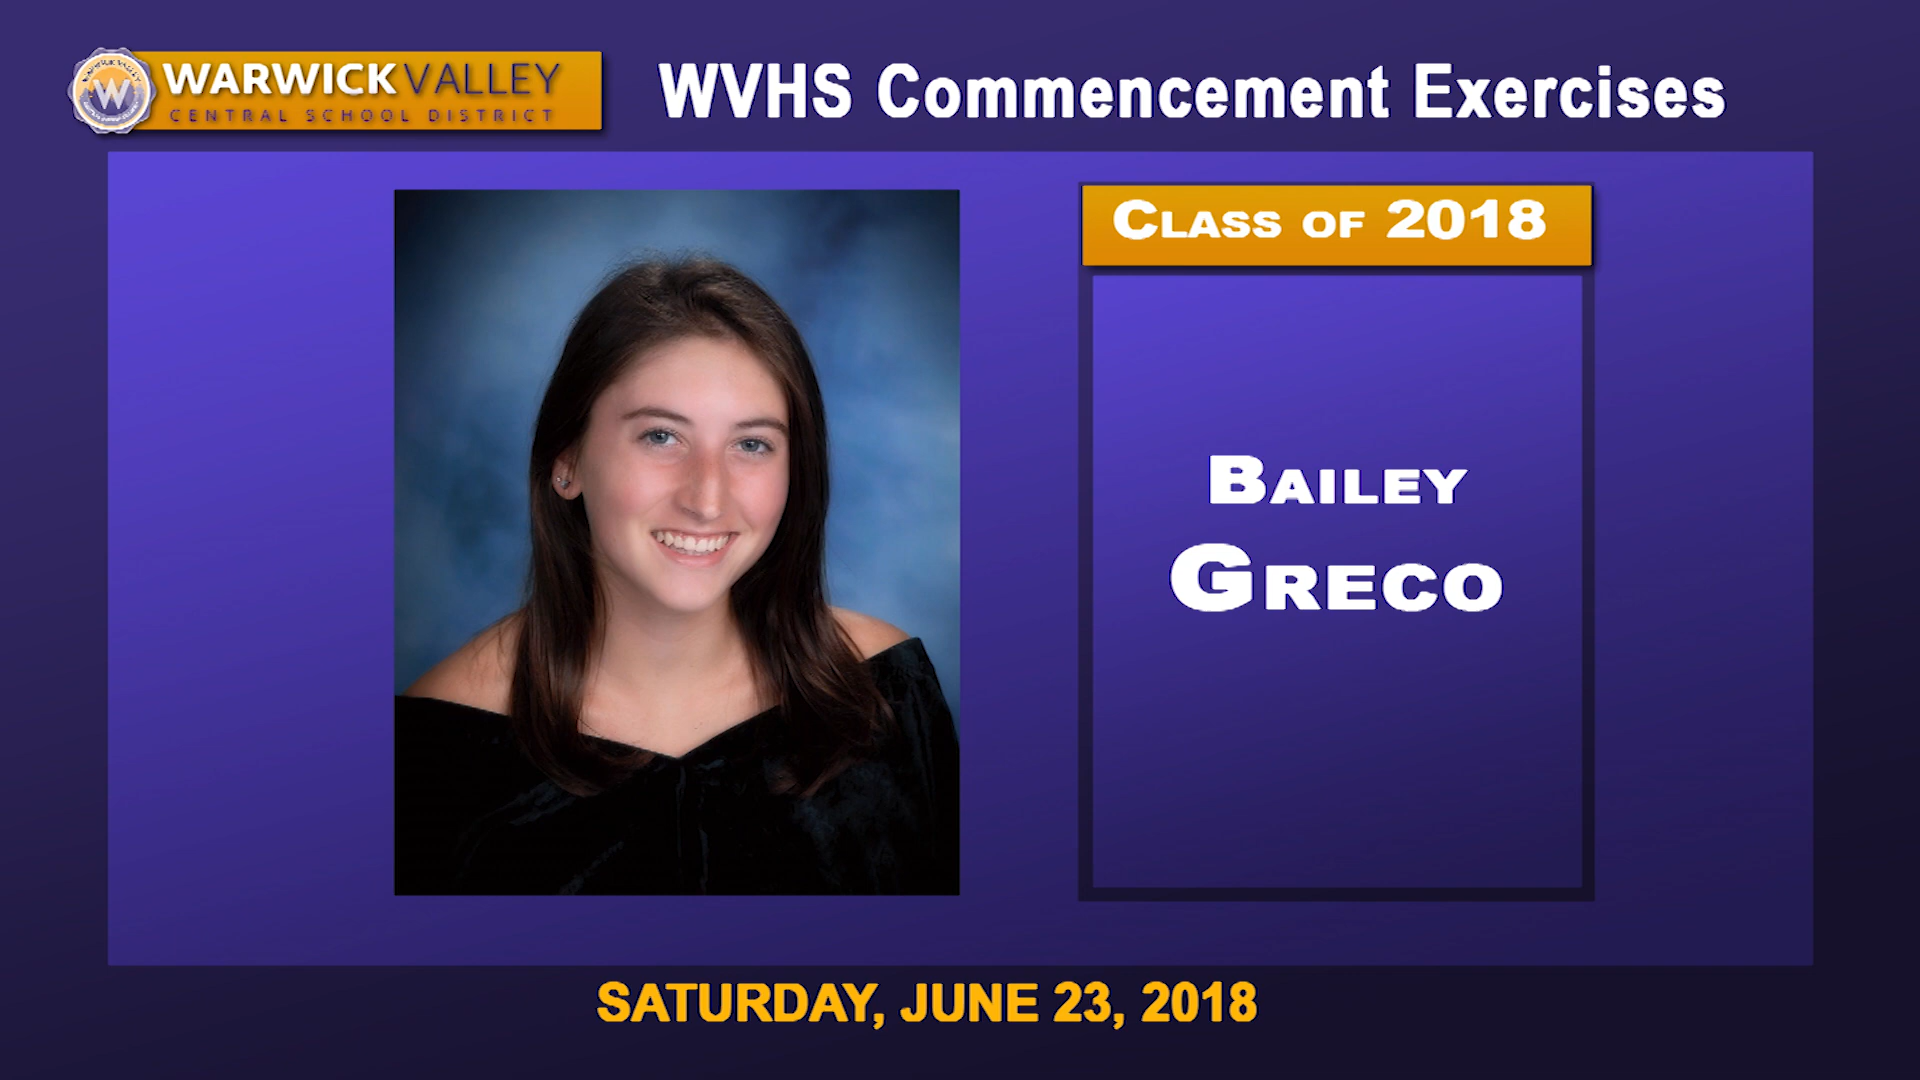 WARWICK VALLEY
CENTRAL SCHOOL DISTRICT
W
WVHS Commencement Exercises
CLASS OF 2018
BAILEY
GRECO
SATURDAY, JUNE 23, 2018